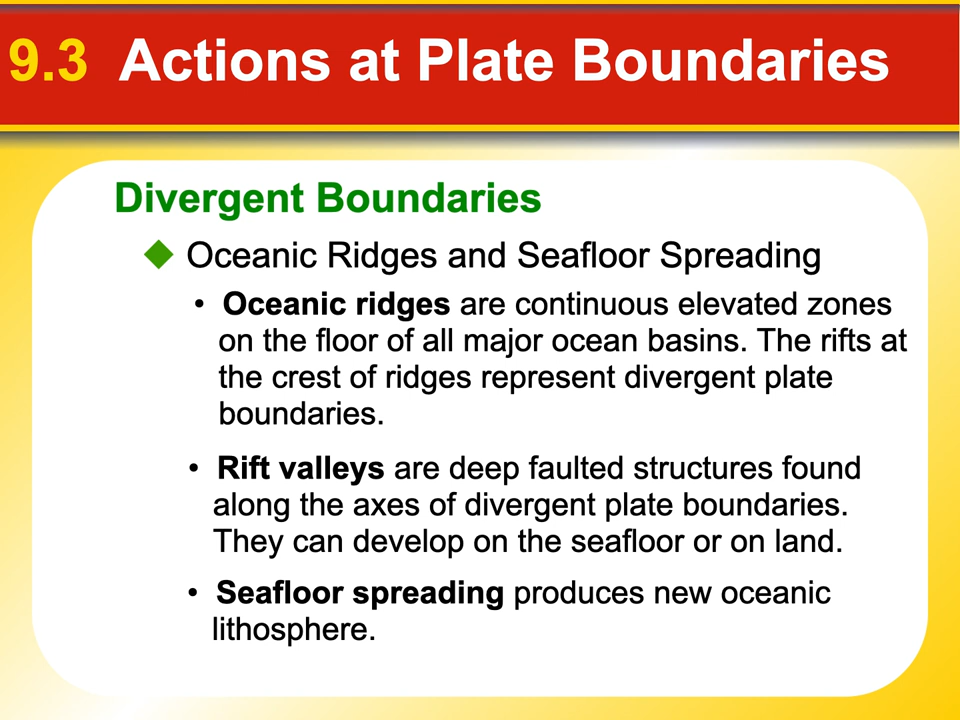 9.3 Actions at Plate Boundaries
Divergent Boundaries
◆ Oceanic Ridges and Seafloor Spreading
• Oceanic ridges are continuous elevated zones
on the floor of all major ocean basins. The rifts at
the crest of ridges represent divergent plate
boundaries.
• Rift valleys are deep faulted structures found
along the axes of divergent plate boundaries.
They can develop on the seafloor or on land.
• Seafloor spreading produces new oceanic
lithosphere.